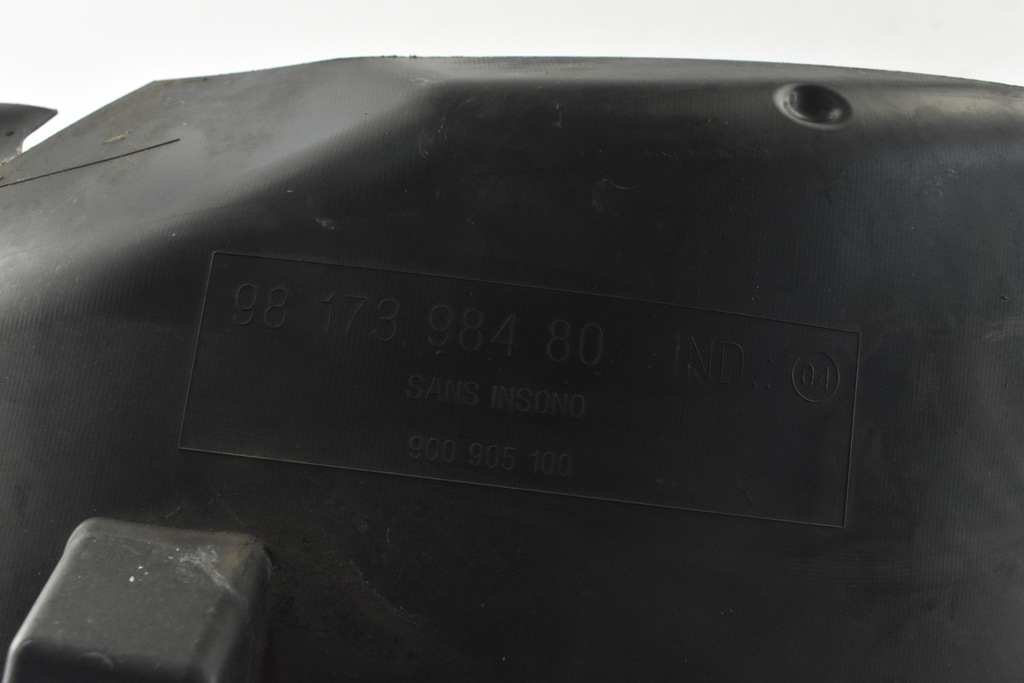 98 173 984 80 IND.: 04
SANS INSONO
900 905 100